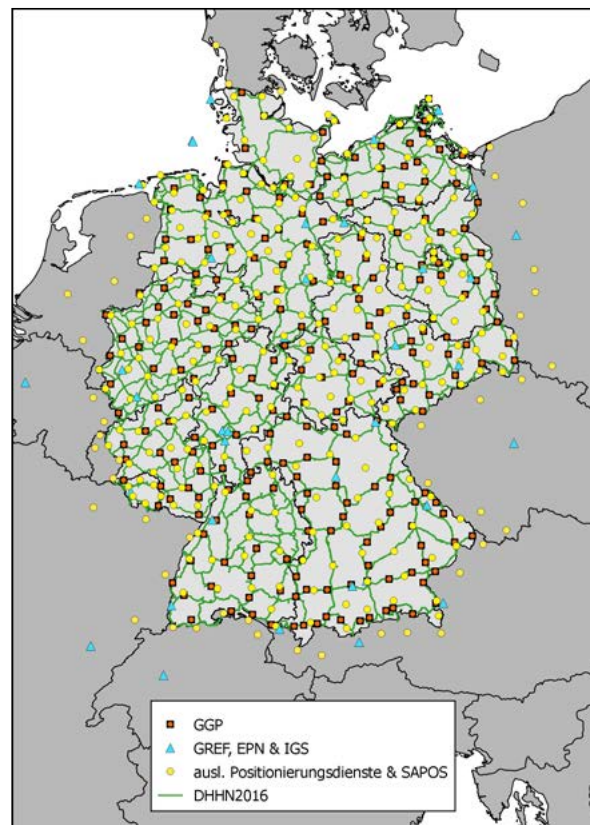 GGP
GREF, EPN & IGS
ausl. Positionierungsdienste & SAPOS
DHHN2016